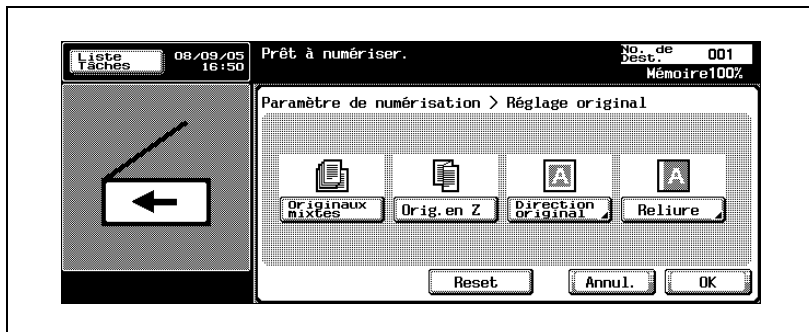 Liste
Tâches
08/09/05
16:50
Prêt à numériser.
No. de
Dest.
001
Mémoire100%
Paramètre de numérisation > Réglage original
A
A
Originaux
mixtes
Orig.en Z
Direction
original
Reliure
Reset
Annul.
OK